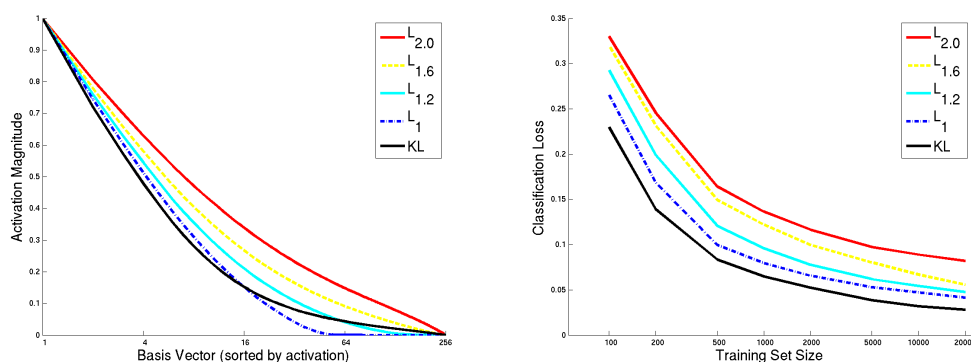 1
0.9
0.8
0.7
0.6
0.5
0.4
0.3
0.2
0.1
0
Activation Magnitude
1 4 16 64 256
Basis Vector (sorted by activation)
L2.0
L1.6
L1.2
L1
KL
0.35
0.3
0.25
0.2
0.15
0.1
0.05
0
Classification Loss
100 200 500 1000 2000 5000 10000 20000
Training Set Size
L2.0
L1.6
L1.2
L1
KL